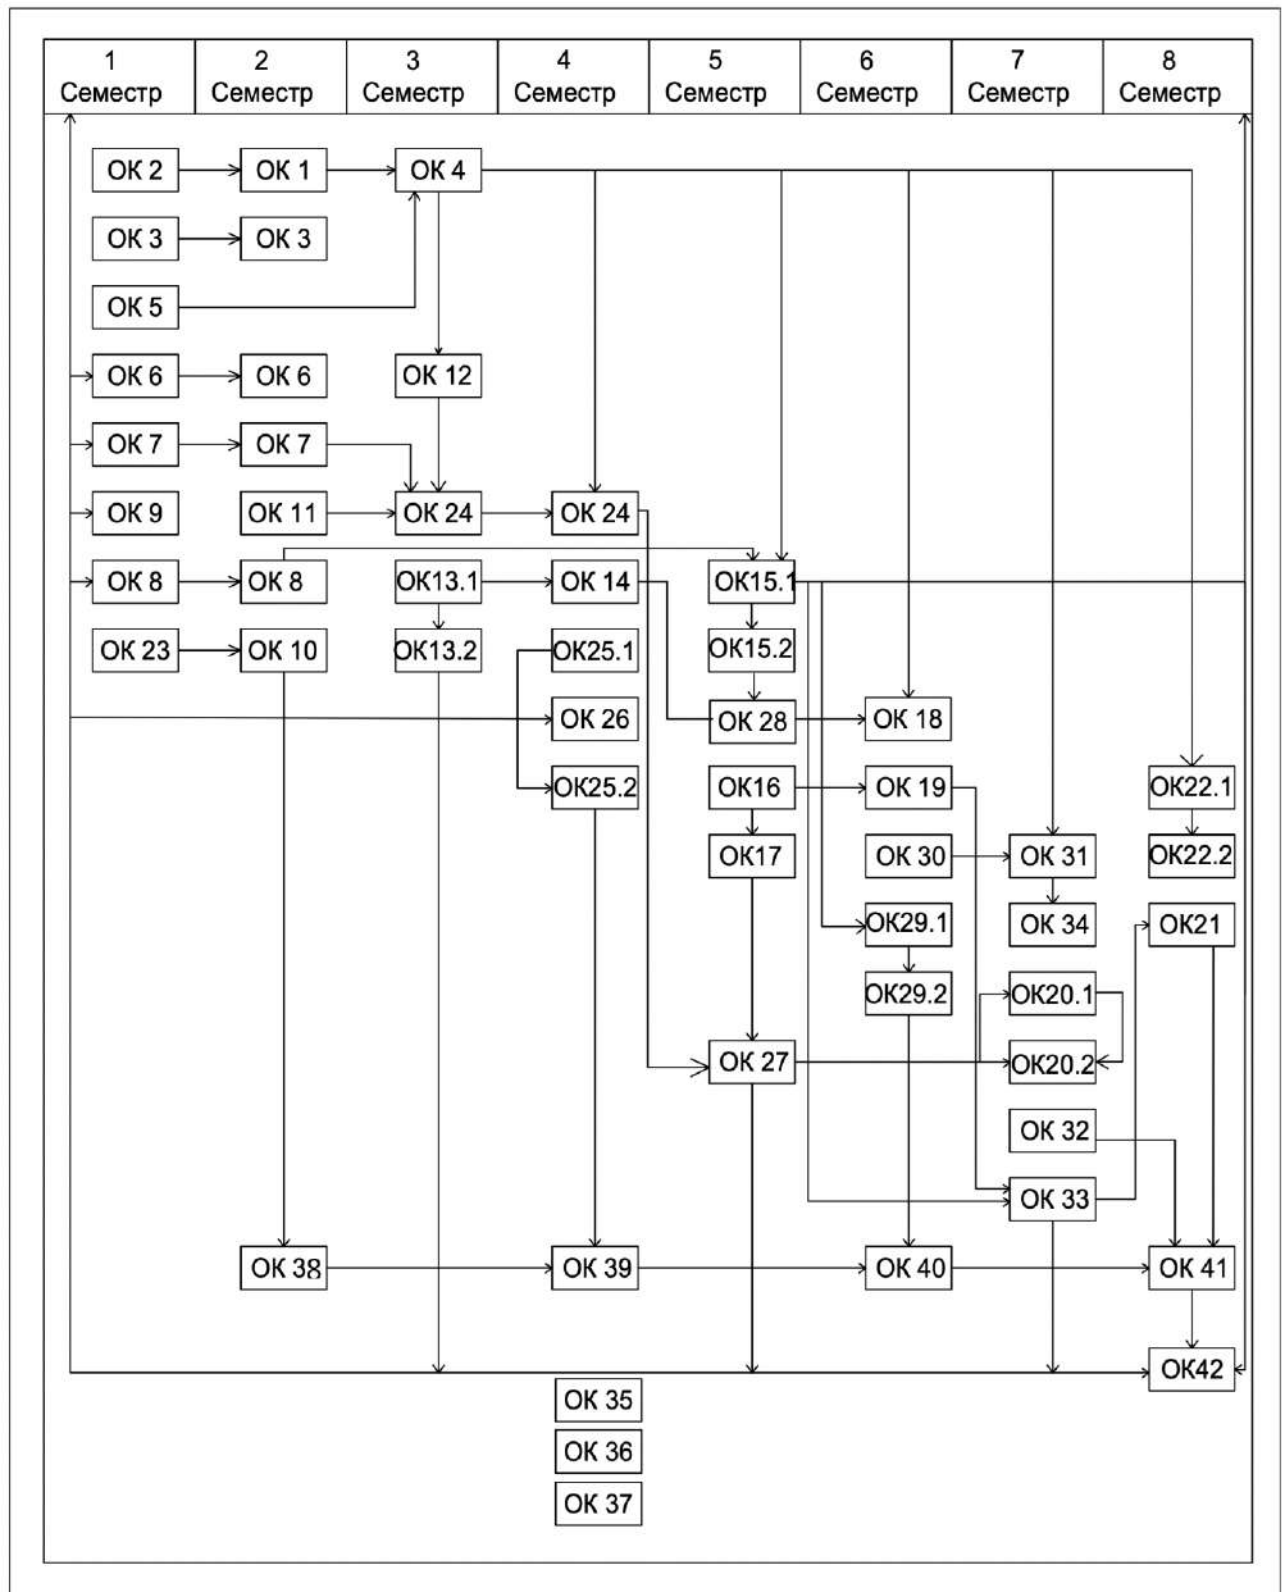 1 2 3 4 5 6 7 8
Семестр Семестр Семестр Семестр Семестр Семестр Семестр Семестр
ОК 2 ОК 1 ОК 4
ОК 3 ОК 3
ОК 5
ОК 6 ОК 6 ОК 12
ОК 7 ОК 7
ОК 9 ОК 11 ОК 24 ОК 24
ОК 8 ОК 8 ОК13.1 ОК 14 ОК15.1
ОК 23 ОК 10 ОК13.2 ОК25.1 ОК15.2
ОК 26 ОК 28 ОК 18
ОК25.2 ОК16 ОК 19 ОК22.1
ОК17 ОК 30 ОК 31 ОК22.2
ОК29.1 ОК 34 ОК21
ОК29.2 ОК20.1
ОК 27 ОК20.2
ОК 32
ОК 33
ОК 38 ОК 39 ОК 40 ОК 41
ОК42
ОК 35
ОК 36
ОК 37